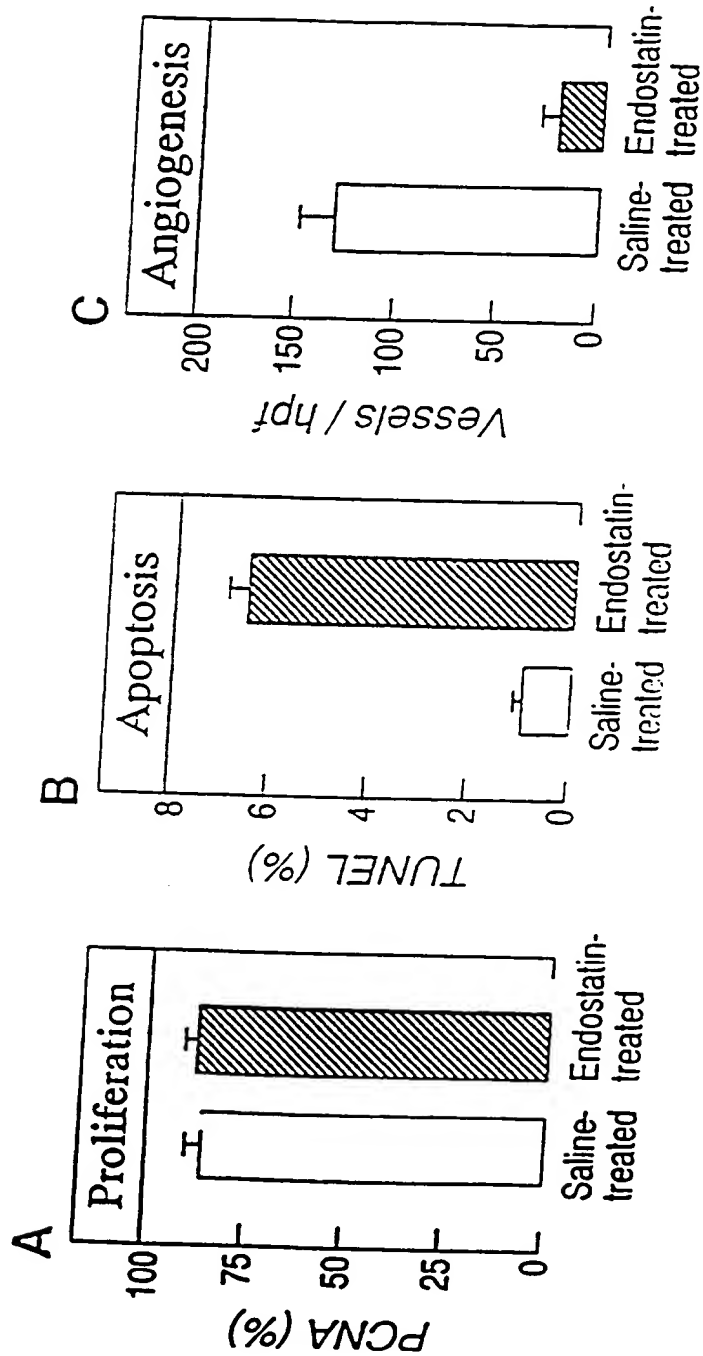 A
Proliferation
100
75
50
25
0
PCNA (%)
Saline-
treated
Endostatin-
treated
B
Apoptosis
8
6
4
2
0
TUNEL (%)
Saline-
treated
Endostatin-
treated
C
Angiogenesis
200
150
100
50
0
Vessels / hpf
Saline-
treated
Endostatin-
treated